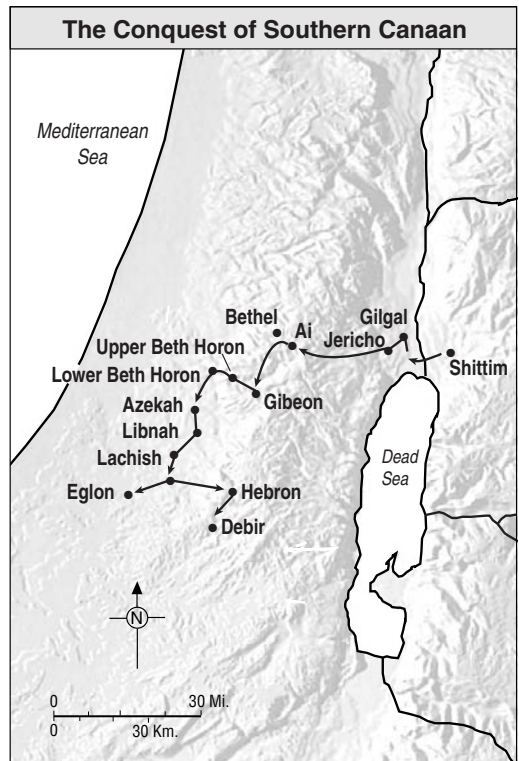 The Conquest of Southern Canaan
Mediterranean
Sea
Bethel
Ai
Gilgal
Jericho
Shittim
Upper Beth Horon
Lower Beth Horon
Gibeon
Azekah
Libnah
Lachish
Eglon
Hebron
Debir
Dead
Sea
N
0 30 Mi.
0 30 Km.